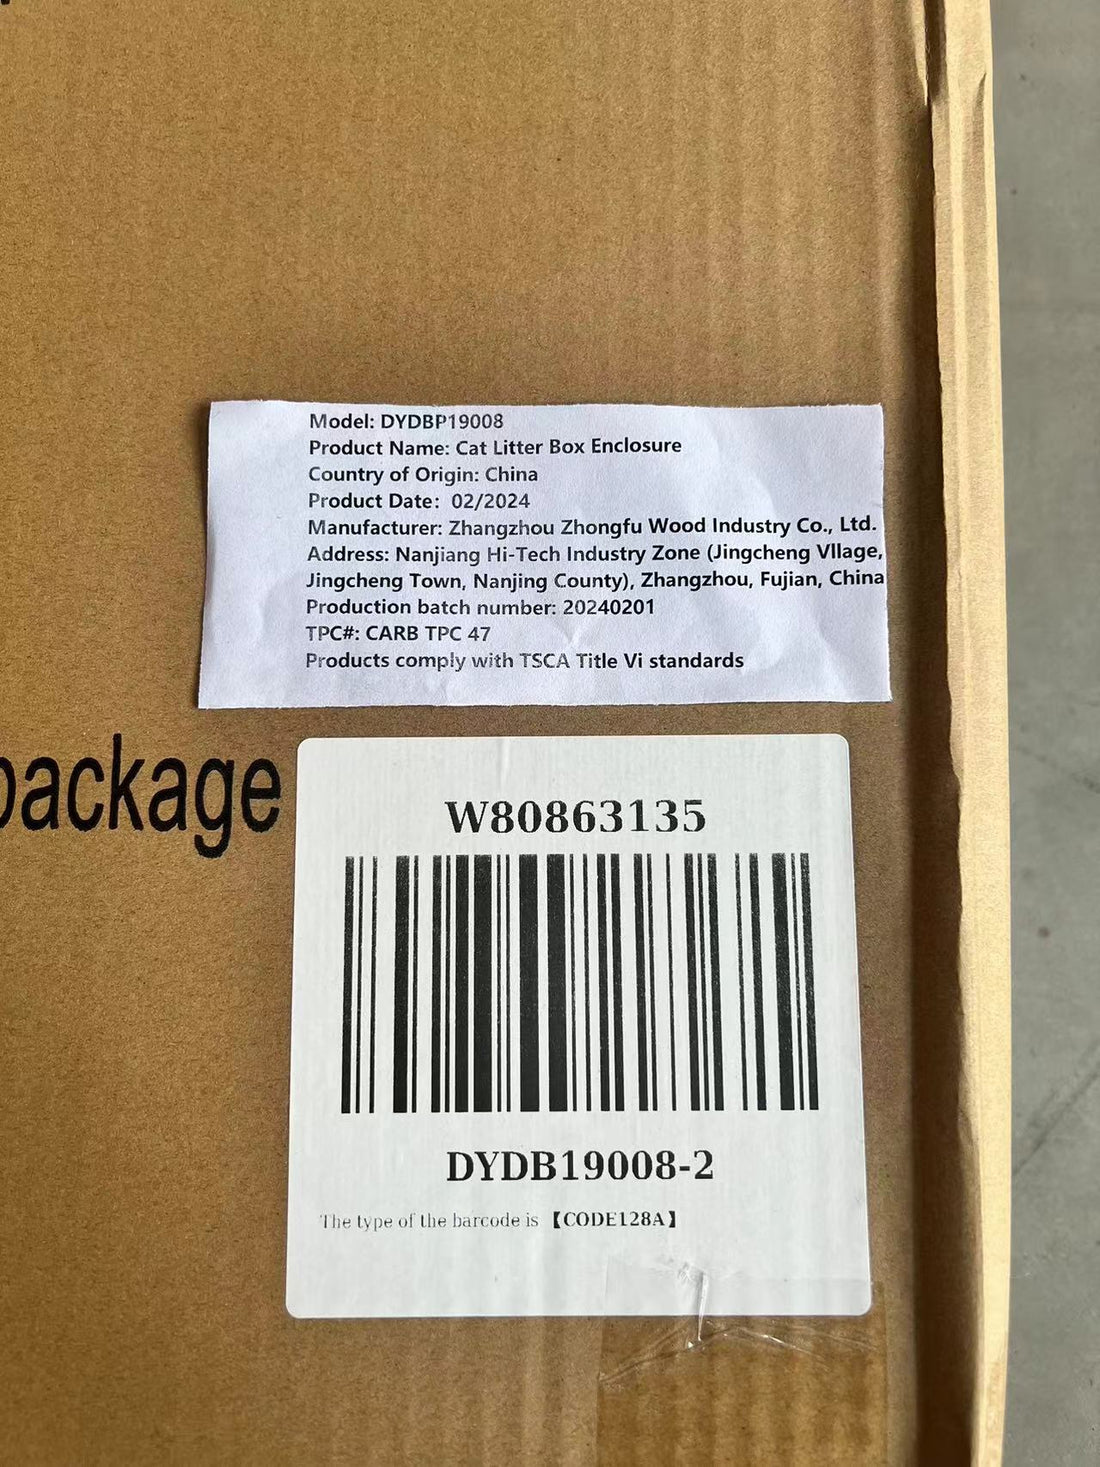 Model: DYDBP19008
Product Name: Cat Litter Box Enclosure
Country of Origin: China
Product Date: 02/2024
Manufacturer: Zhangzhou Zhongfu Wood Industry Co., Ltd.
Address: Nanjiang Hi-Tech Industry Zone (Jingcheng Vllage,
Jingcheng Town, Nanjing County), Zhangzhou, Fujian, China
Production batch number: 20240201
TPC#: CARB TPC 47
Products comply with TSCA Title Vi standards
package
W80863135
DYDB19008-2
The type of the barcode is 【CODE128A】